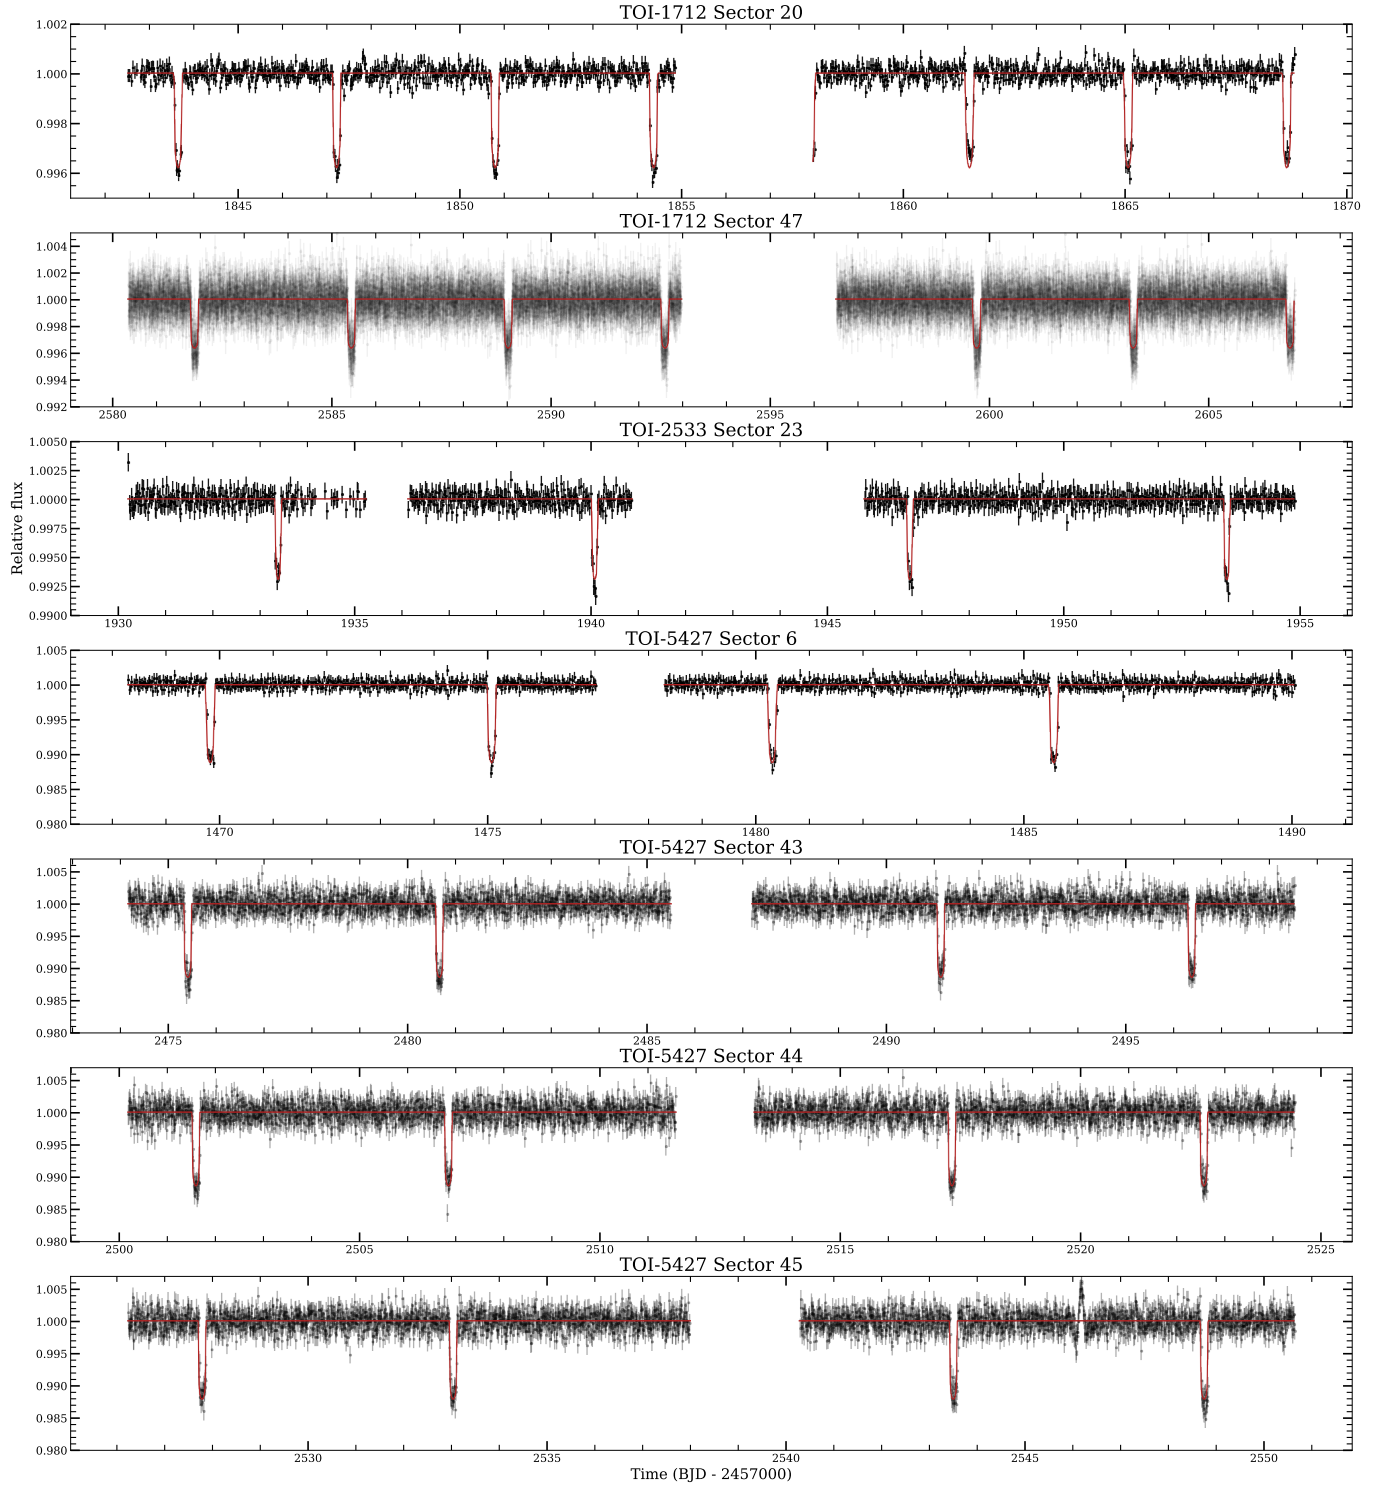 TOI-1712 Sector 20
1.002
1.000
0.998
0.996
1845 1850 1855 1860 1865 1870
TOI-1712 Sector 47
1.004
1.002
1.000
0.998
0.996
0.994
0.992
2580 2585 2590 2595 2600 2605
TOI-2533 Sector 23
1.0050
1.0025
1.0000
0.9975
0.9950
0.9925
0.9900
Relative flux
1930 1935 1940 1945 1950 1955
TOI-5427 Sector 6
1.005
1.000
0.995
0.990
0.985
0.980
1470 1475 1480 1485 1490
TOI-5427 Sector 43
1.005
1.000
0.995
0.990
0.985
0.980
2475 2480 2485 2490 2495
TOI-5427 Sector 44
1.005
1.000
0.995
0.990
0.985
0.980
2500 2505 2510 2515 2520 2525
TOI-5427 Sector 45
1.005
1.000
0.995
0.990
0.985
0.980
2530 2535 2540 2545 2550
Time (BJD - 2457000)